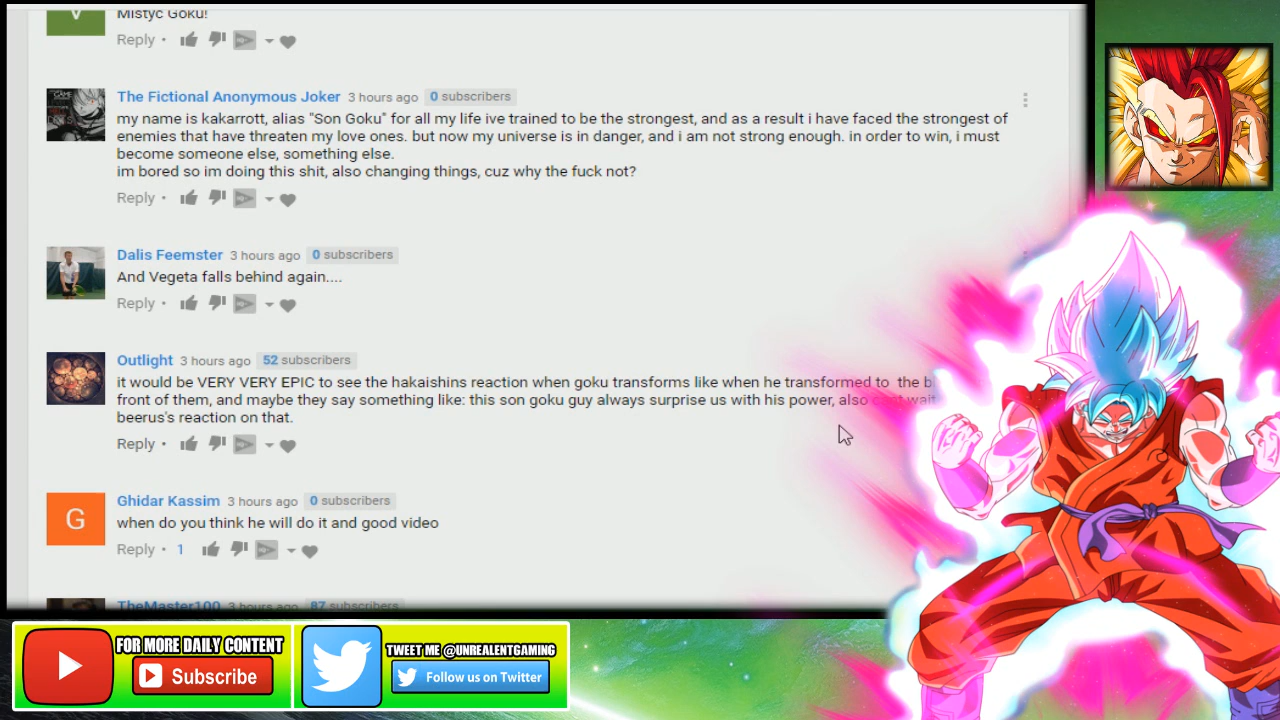 Mistyc Goku!
Reply •
The Fictional Anonymous Joker 3 hours ago 0 subscribers
my name is kakarrott, alias "Son Goku" for all my life ive trained to be the strongest, and as a result i have faced the strongest of
enemies that have threaten my love ones. but now my universe is in danger, and i am not strong enough. in order to win, i must
become someone else, something else.
im bored so im doing this shit, also changing things, cuz why the fuck not?
Reply •
Dalis Feemster 3 hours ago 0 subscribers
And Vegeta falls behind again....
Reply •
Outlight 3 hours ago 52 subscribers
it would be VERY VERY EPIC to see the hakaishins reaction when goku transforms like when he transformed to the
front of them, and maybe they say something like: this son goku guy always surprise us with his power, also wait
beerus's reaction on that.
Reply •
G
Ghidar Kassim 3 hours ago 0 subscribers
when do you think he will do it and good video
Reply • 1
TheMaster100 3 hours ago 87 subscribers
FOR MORE DAILY CONTENT
Subscribe
TWEET ME @UNREALENTGAMING
Follow us on Twitter